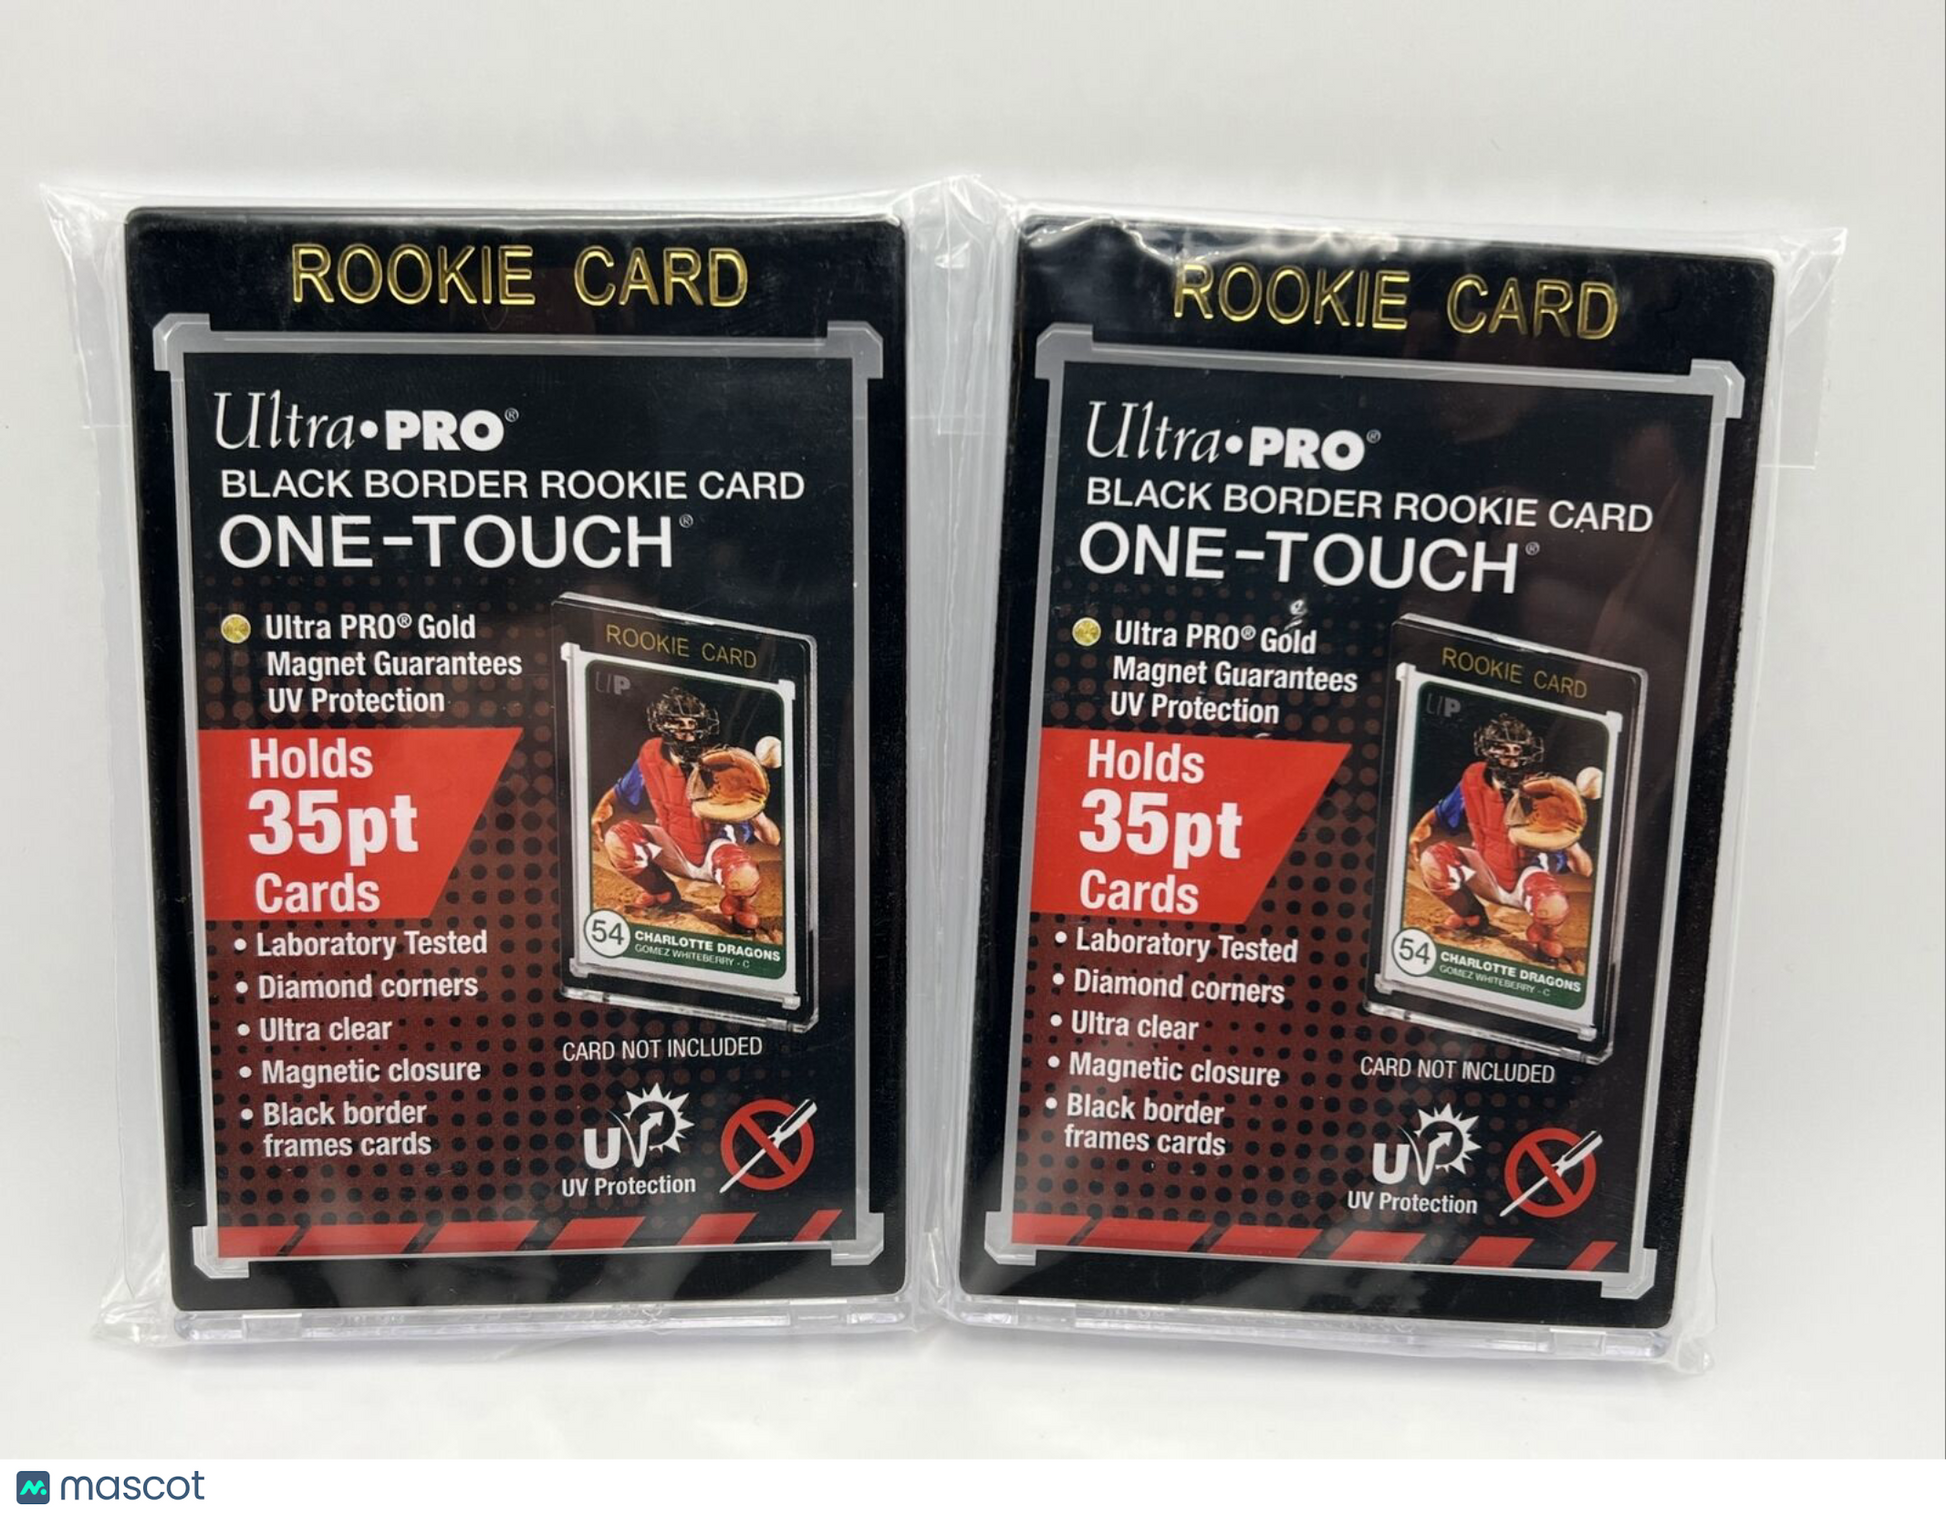 ROOKIE CARD
Ultra•PRO®
BLACK BORDER ROOKIE CARD
ONE-TOUCH®
Ultra PRO® Gold
Magnet Guarantees
UV Protection
Holds
35pt
Cards
• Laboratory Tested
• Diamond corners
• Ultra clear
• Magnetic closure
• Black border
frames cards
ROOKIE CARD
UP
54
CHARLOTTE DRAGONS
GOMEZ WHITEBERRY - C
CARD NOT INCLUDED
UV
UV Protection
ROOKIE CARD
Ultra•PRO®
BLACK BORDER ROOKIE CARD
ONE-TOUCH®
Ultra PRO® Gold
Magnet Guarantees
UV Protection
Holds
35pt
Cards
• Laboratory Tested
• Diamond corners
• Ultra clear
• Magnetic closure
• Black border
frames cards
ROOKIE CARD
UP
54
CHARLOTTE DRAGONS
GOMEZ WHITEBERRY - C
CARD NOT INCLUDED
UV
UV Protection
mascot